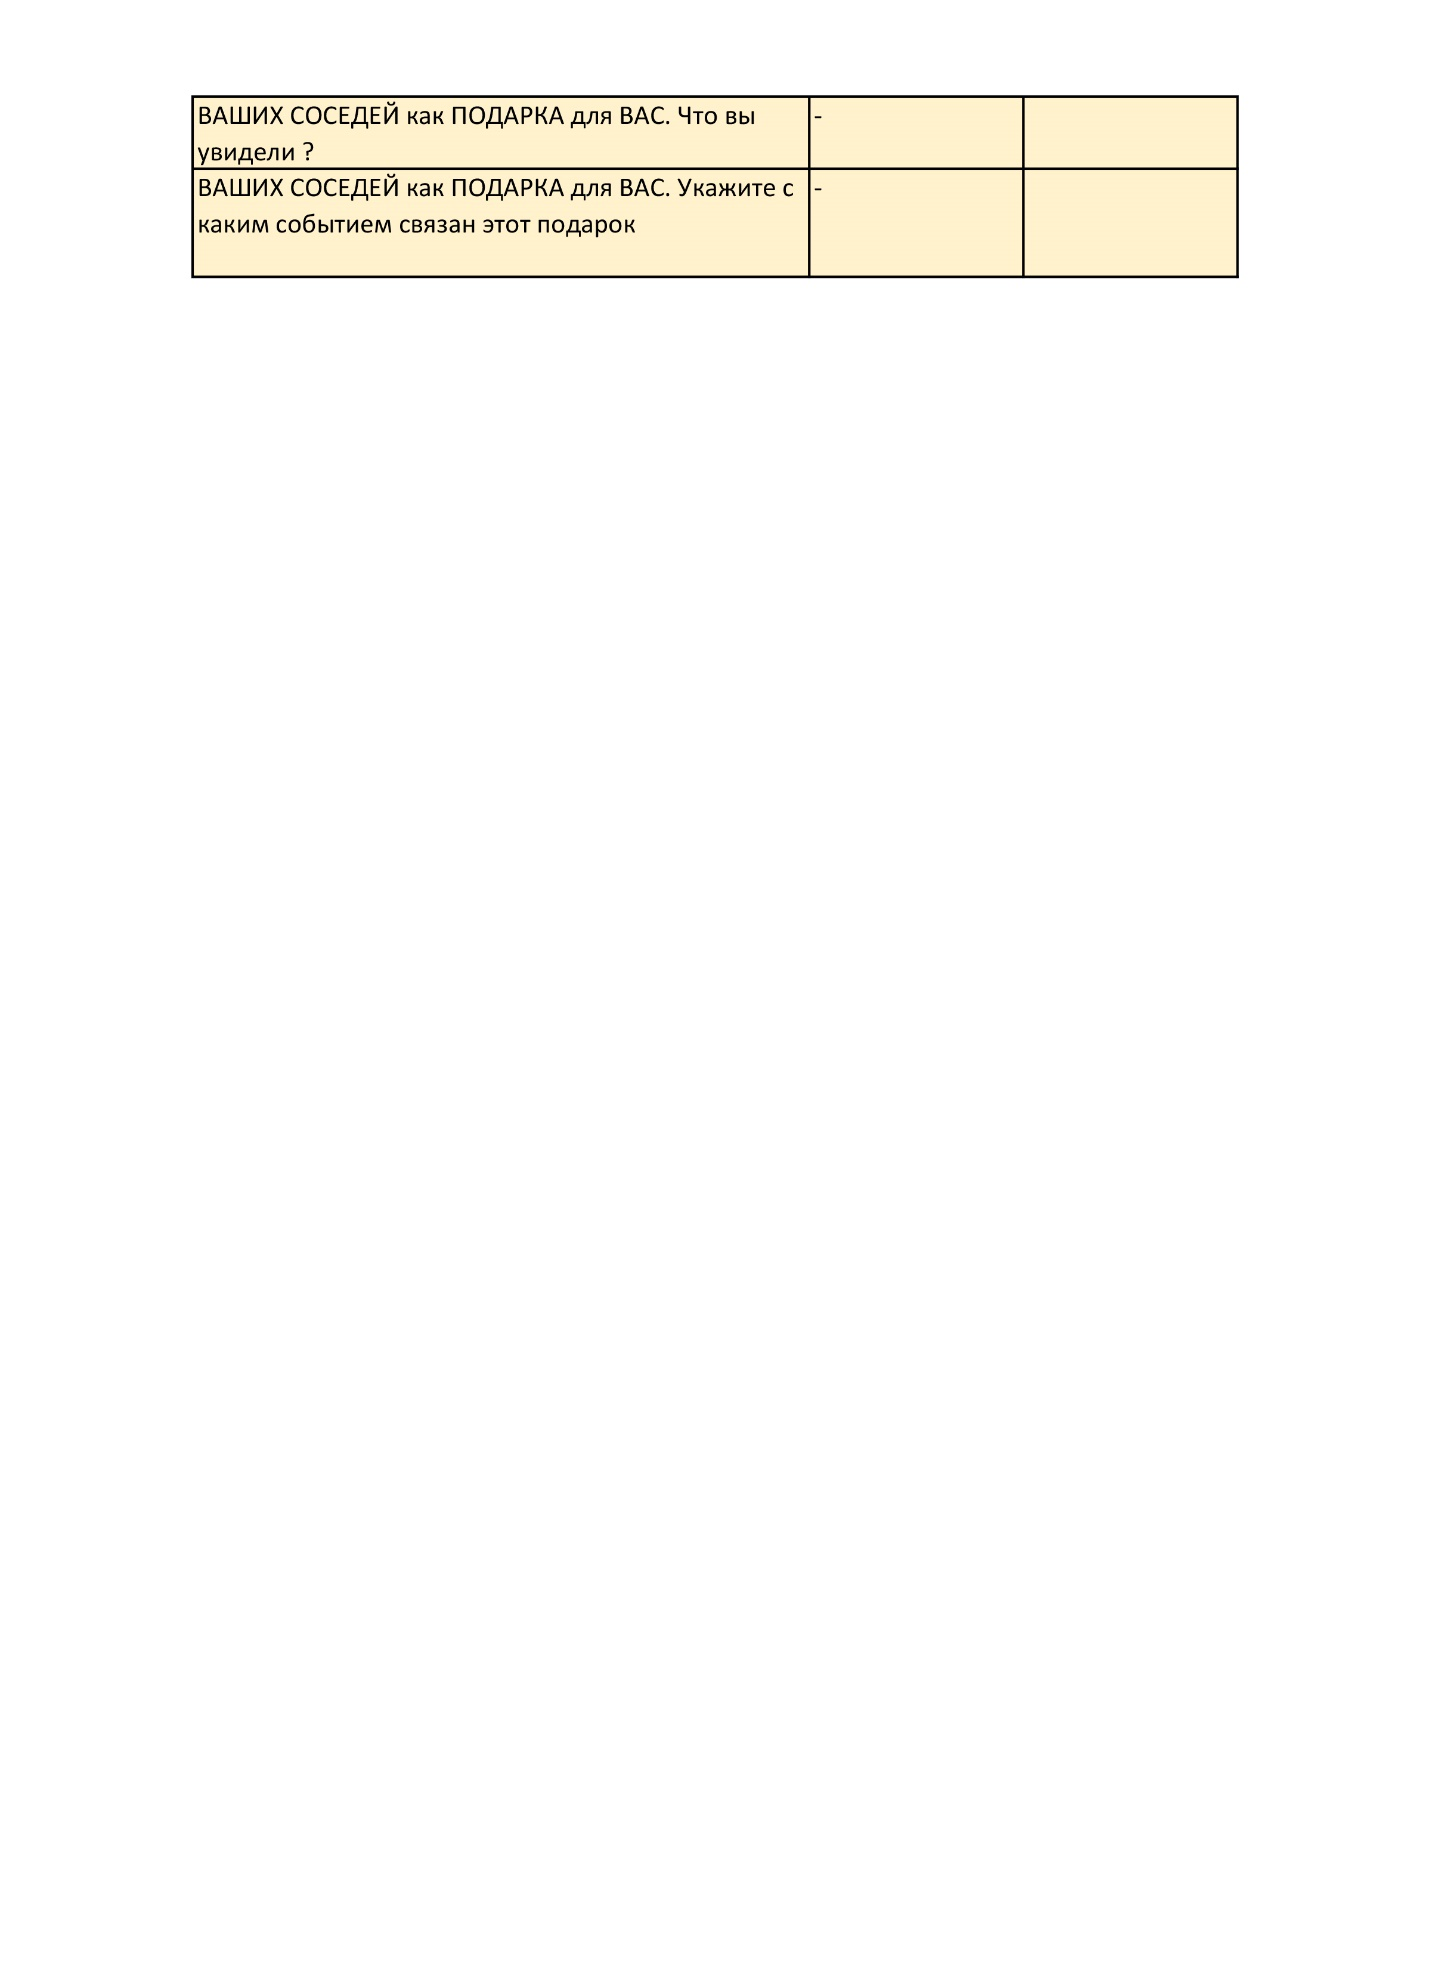 ВАШИХ СОСЕДЕЙ как ПОДАРКА для ВАС. Что вы -
увидели ?
ВАШИХ СОСЕДЕЙ как ПОДАРКА для ВАС. Укажите с -
каким событием связан этот подарок